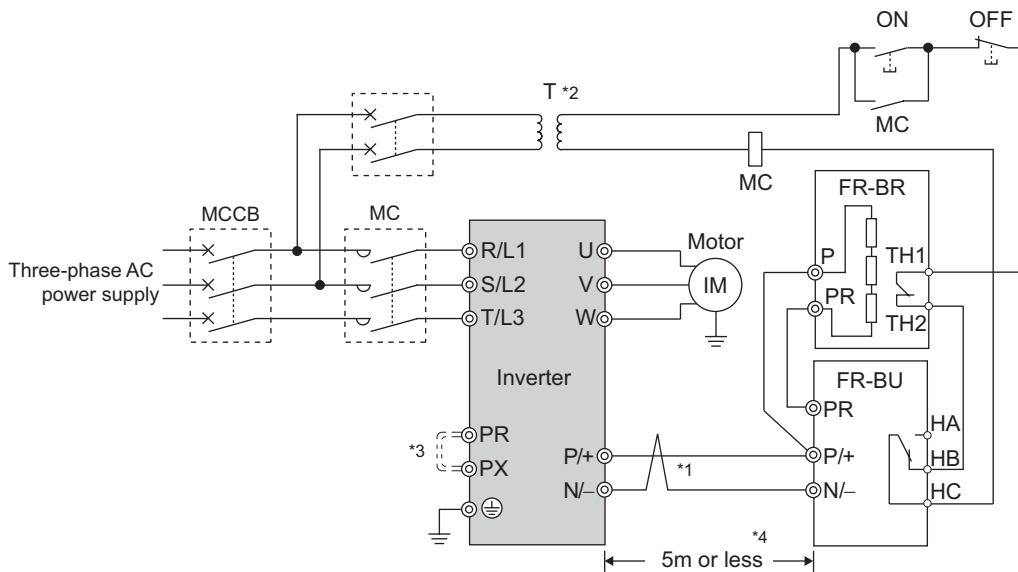 ON OFF
T *2
MC
MC
FR-BR
MCCB MC
Three-phase AC
power supply
R/L1 U Motor
S/L2 V IM
T/L3 W
P TH1
PR
TH2
Inverter
FR-BU
PR
HA
*3 PR
P/+ *1 P/+ HB
PX
N/– N/– HC
*4
5m or less